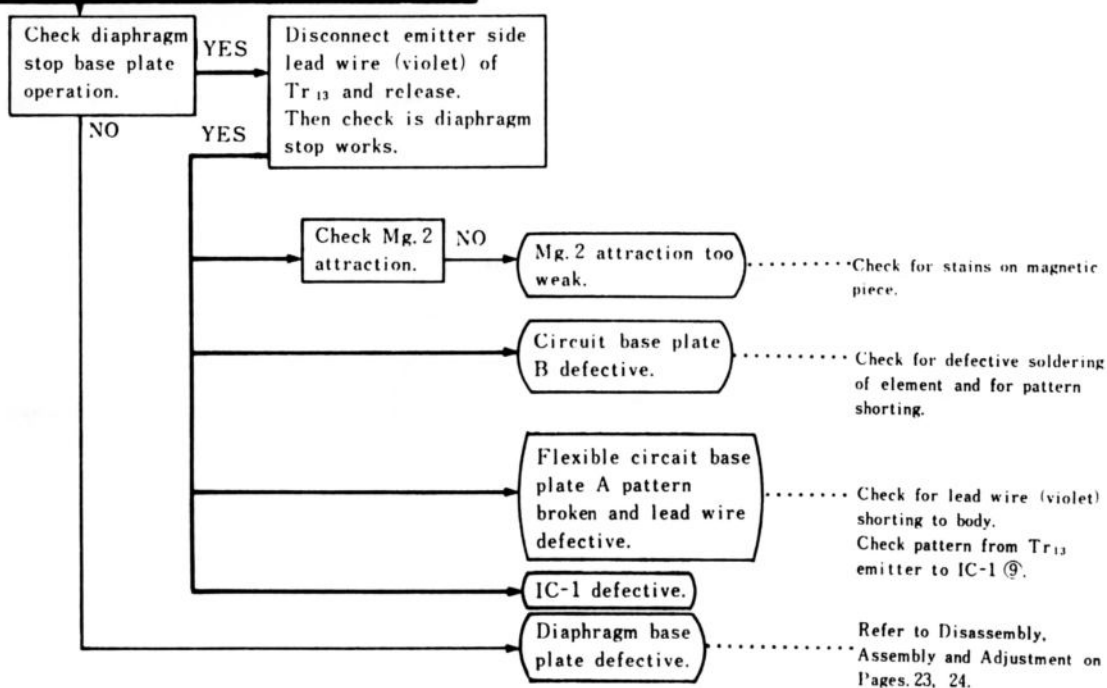 Check diaphragm
stop base plate
operation.
YES
Disconnect emitter side
lead wire (violet) of
Tr₁₃ and release.
Then check is diaphragm
stop works.
NO
YES
Check Mg. 2
attraction.
NO
Mg. 2 attraction too
weak.
Check for stains on magnetic
piece.
Circuit base plate
B defective.
Check for defective soldering
of element and for pattern
shorting.
Flexible circait base
plate A pattern
broken and lead wire
defective.
Check for lead wire (violet)
shorting to body.
Check pattern from Tr₁₃
emitter to IC-1 ⑨.
IC-1 defective.
Diaphragm base
plate defective.
Refer to Disassembly,
Assembly and Adjustment on
Pages. 23, 24.